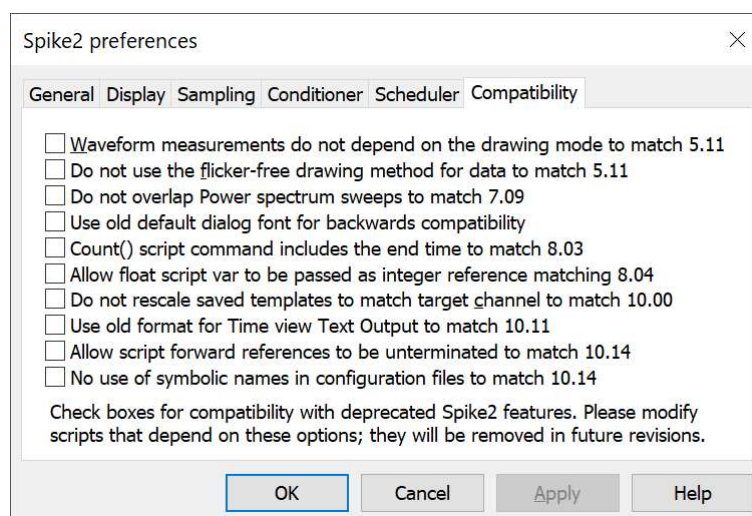 Spike2 preferences
General Display Sampling Conditioner Scheduler Compatibility
Waveform measurements do not depend on the drawing mode to match 5.11
Do not use the flicker-free drawing method for data to match 5.11
Do not overlap Power spectrum sweeps to match 7.09
Use old default dialog font for backwards compatibility
Count() script command includes the end time to match 8.03
Allow float script var to be passed as integer reference matching 8.04
Do not rescale saved templates to match target channel to match 10.00
Use old format for Time view Text Output to match 10.11
Allow script forward references to be unterminated to match 10.14
No use of symbolic names in configuration files to match 10.14
Check boxes for compatibility with deprecated Spike2 features. Please modify
scripts that depend on these options; they will be removed in future revisions.
OK Cancel Apply Help